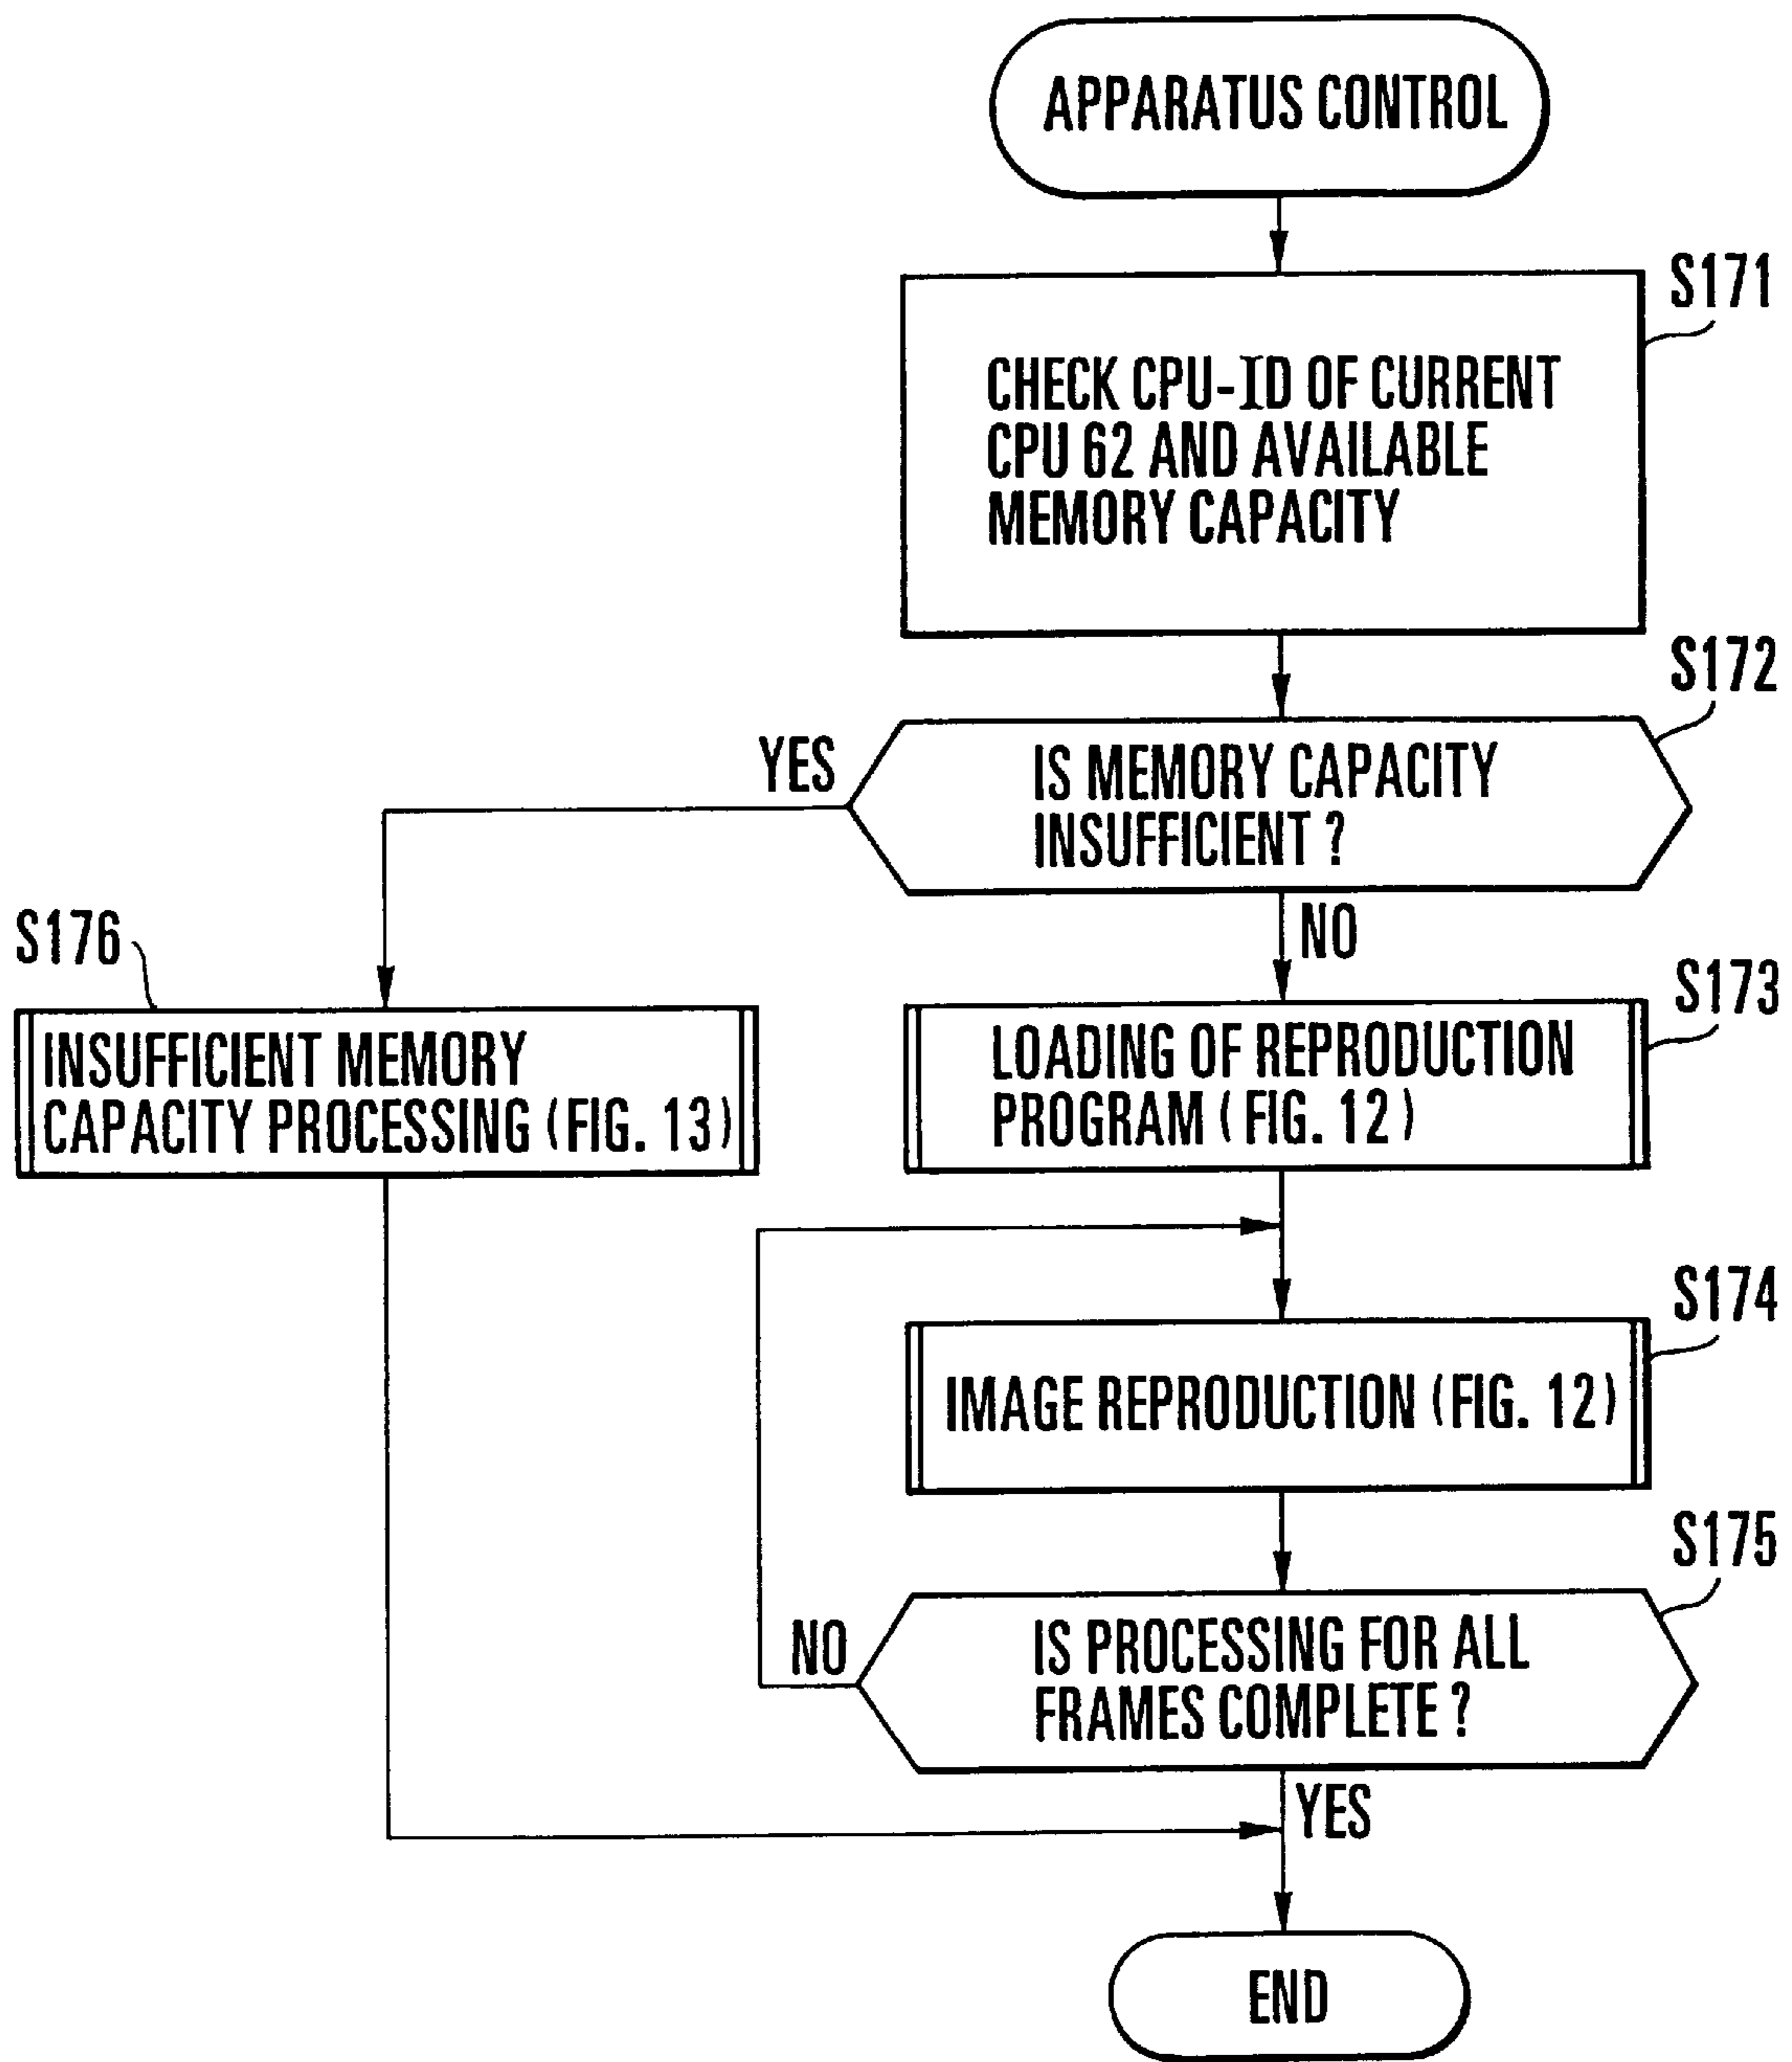 APPARATUS CONTROL
S171
CHECK CPU-ID OF CURRENT
CPU 62 AND AVAILABLE
MEMORY CAPACITY
S172
YES
IS MEMORY CAPACITY
INSUFFICIENT ?
NO
S176
INSUFFICIENT MEMORY
CAPACITY PROCESSING (FIG. 13)
S173
LOADING OF REPRODUCTION
PROGRAM (FIG. 12)
S174
IMAGE REPRODUCTION (FIG. 12)
S175
NO
IS PROCESSING FOR ALL
FRAMES COMPLETE ?
YES
END